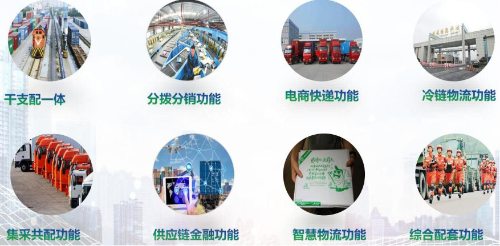 干支配一体
分拨分销功能
电商快递功能
冷链物流功能
集采共配功能
供应链金融功能
智慧物流功能
综合配套功能